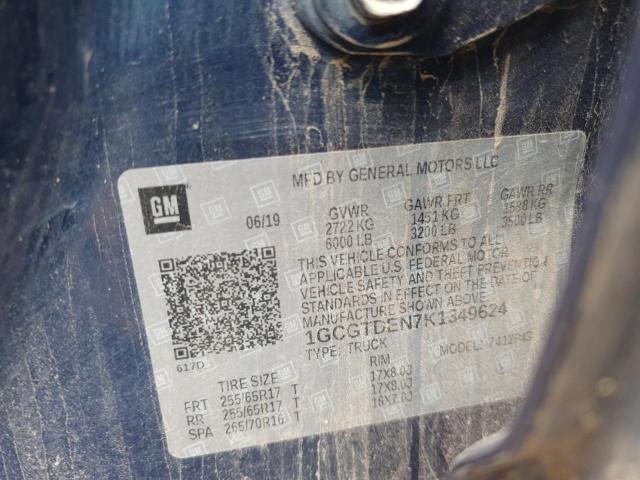 MFD BY GENERAL MOTORS LLC
GM
06/19 GVWR GAWR FRT GAWR RR
2722 KG 1451 KG 1588 KG
6000 LB 3200 LB 3500 LB
THIS VEHICLE CONFORMS TO ALL
APPLICABLE U.S. FEDERAL MOTOR
VEHICLE SAFETY AND THEFT PREVENTION
STANDARDS IN EFFECT ON THE DATE OF
MANUFACTURE SHOWN ABOVE.
1GCGTDEN7K1349624
617D TYPE: TRUCK MODEL:
TIRE SIZE RIM
FRT 255/65R17 T 17X8.0J
RR 255/65R17 T 17X8.0J
SPA 265/70R16 T 16X7.0J